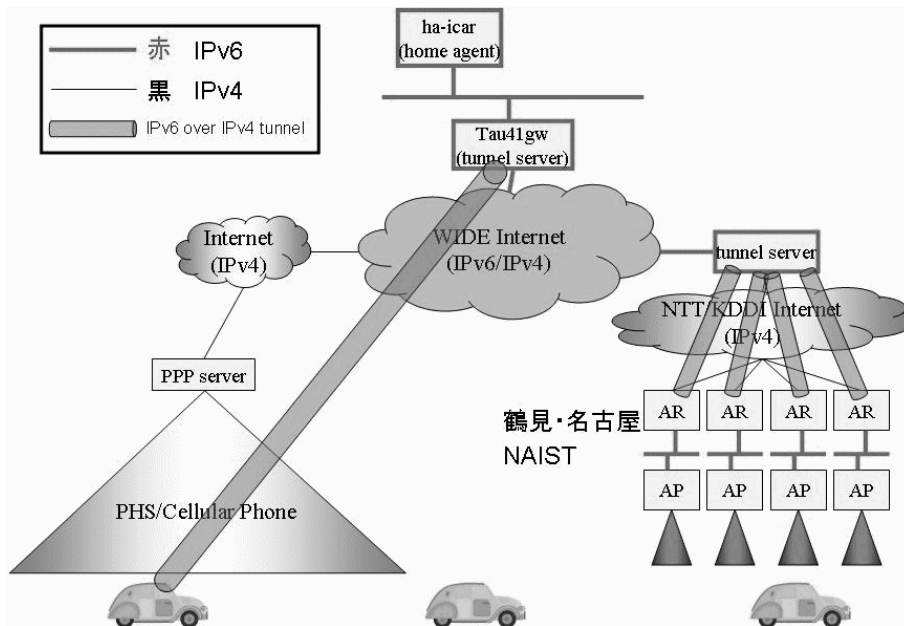 赤 IPv6
黒 IPv4
IPv6 over IPv4 tunnel
ha-icar
(home agent)
Tau41gw
(tunnel server)
Internet
(IPv4)
WIDE Internet
(IPv6/IPv4)
tunnel server
NTT/KDDI Internet
(IPv4)
PPP server
AR
AR
AR
AR
鶴見・名古屋
NAIST
AP
AP
AP
AP
PHS/Cellular Phone